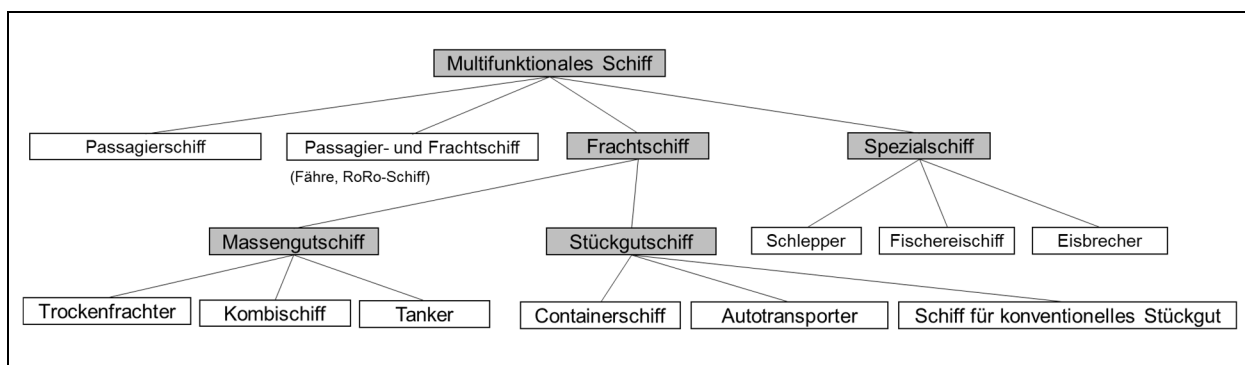 Multifunktionales Schiff
Passagierschiff
Passagier- und Frachtschiff
Frachtschiff
Spezialschiff
(Fähre, RoRo-Schiff)
Massengutschiff
Stückgutschiff
Schlepper
Fischereischiff
Eisbrecher
Trockenfrachter
Kombischiff
Tanker
Containerschiff
Autotransporter
Schiff für konventionelles Stückgut